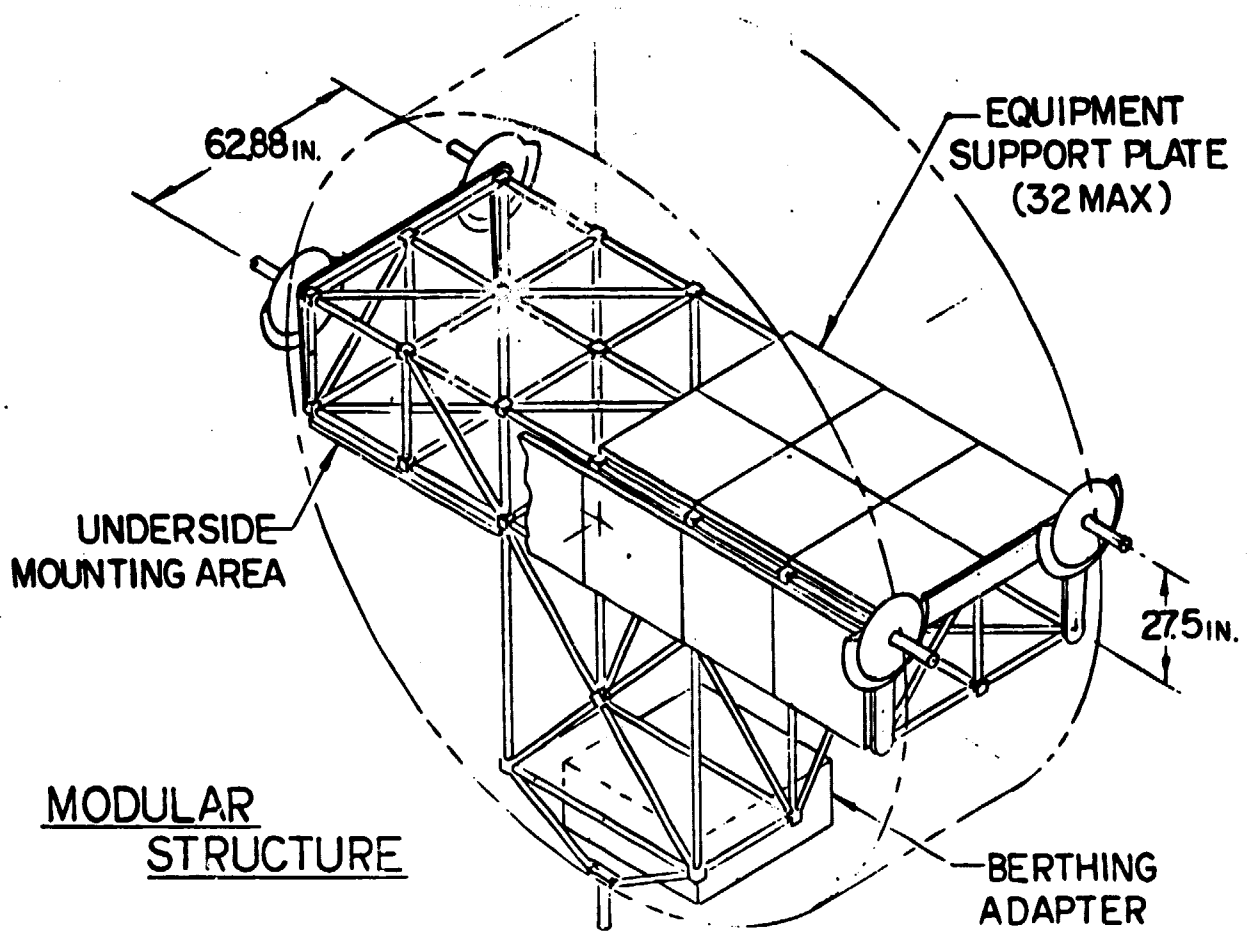 62.88 IN.
EQUIPMENT
SUPPORT PLATE
(32 MAX)
UNDERSIDE
MOUNTING AREA
27.5 IN.
MODULAR
STRUCTURE
BERTHING
ADAPTER